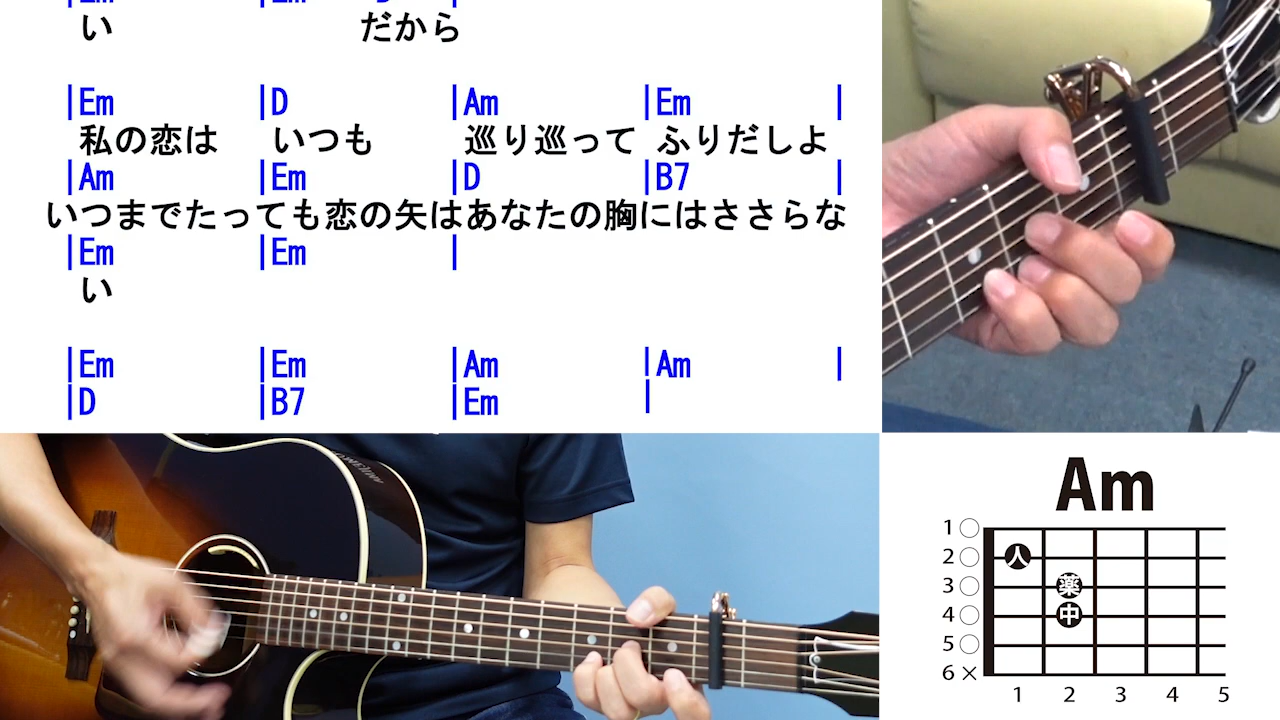 |Em |Em D |
い だから
|Em |D |Am |Em |
私の恋は いつも 巡り巡って ふりだしよ
|Am |Em |D |B7 |
いつまでたっても恋の矢はあなたの胸にはささらな
|Em |Em |
い
|Em |Em |Am |Am |
|D |B7 |Em |
Am
1 ○
2 ○ 人
3 ○ 薬
4 ○ 中
5 ○
6 ×
1 2 3 4 5